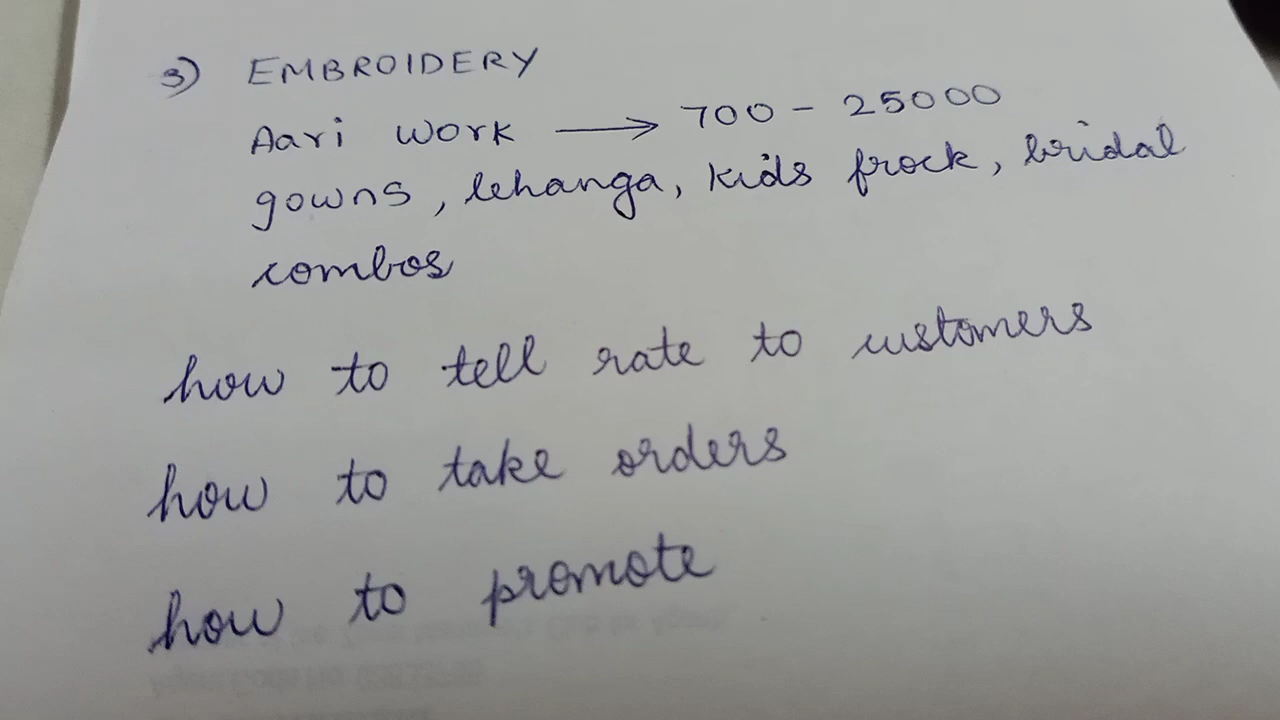 3) EMBROIDERY
Aari work → 700 - 25000
gowns, lehanga, kids frock, bridal
combos
how to tell rate to customers
how to take orders
how to promote